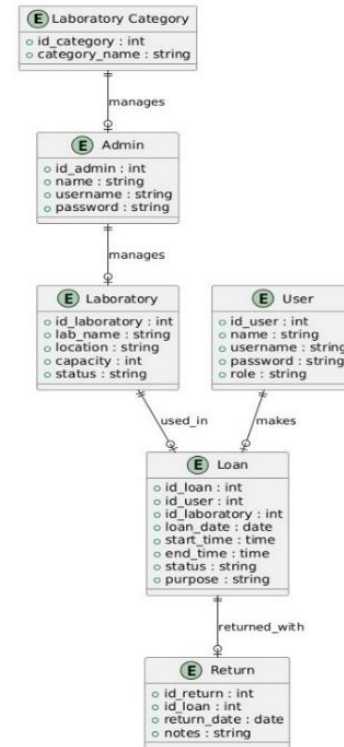 E Laboratory Category
id_category : int
category_name : string
manages
E Admin
id_admin : int
name : string
username : string
password : string
manages
E Laboratory
id_laboratory : int
lab_name : string
location : string
capacity : int
status : string
E User
id_user : int
name : string
username : string
password : string
role : string
used_in
makes
E Loan
id_loan : int
id_user : int
id_laboratory : int
loan_date : date
start_time : time
end_time : time
status : string
purpose : string
returned_with
E Return
id_return : int
id_loan : int
return_date : date
notes : string